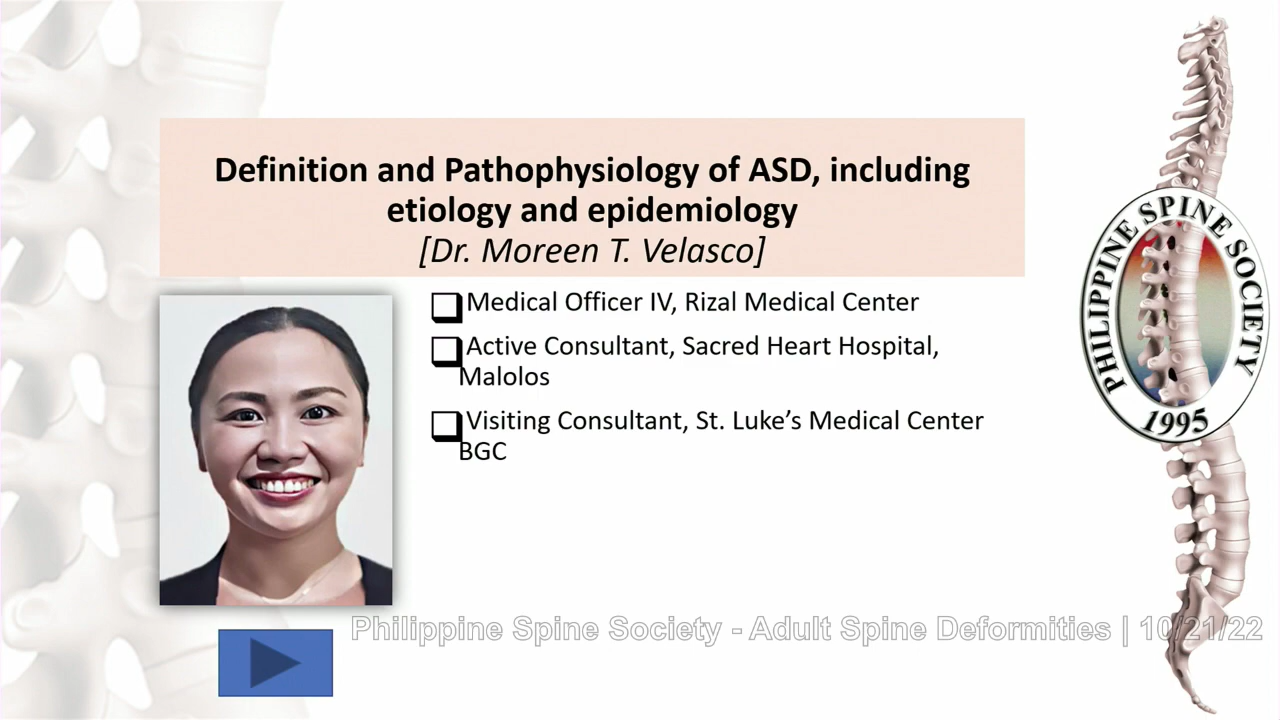 Definition and Pathophysiology of ASD, including
etiology and epidemiology
[Dr. Moreen T. Velasco]
Medical Officer IV, Rizal Medical Center
Active Consultant, Sacred Heart Hospital,
Malolos
Visiting Consultant, St. Luke’s Medical Center
BGC
PHILIPPINE SPINE SOCIETY
1995
Philippine Spine Society - Adult Spine Deformities | 10/21/22